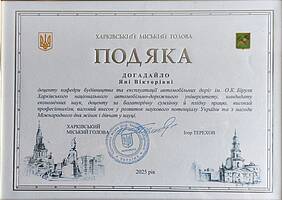 ХАРКІВСЬКИЙ МІСЬКИЙ ГОЛОВА
ПОДЯКА
ДОГАДАЙЛО
Яні Вікторівні
доценту кафедри будівництва та експлуатації автомобільних доріг ім. О.К. Біруля
Харківського національного автомобільно-дорожнього університету, кандидату
економічних наук, доценту за багаторічну сумлінну й плідну працю, високий
професіоналізм, вагомий внесок у розвиток наукового потенціалу України та з нагоди
Міжнародного дня жінок і дівчат у науці.
ХАРКІВСЬКИЙ
МІСЬКИЙ ГОЛОВА
Ігор ТЕРЕХОВ
2025 рік